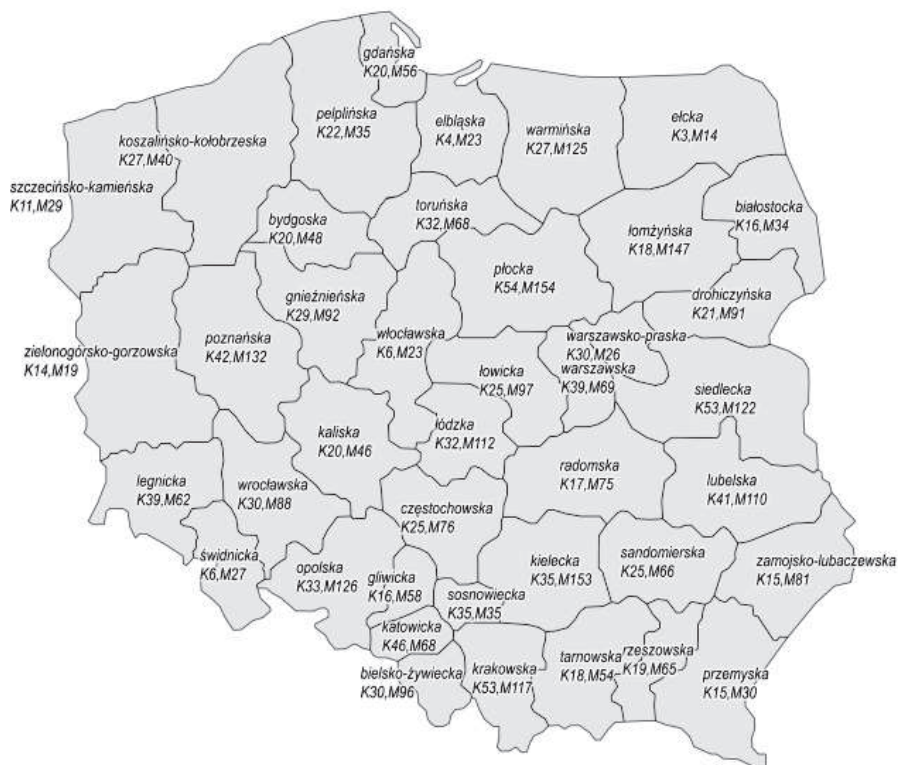 gdańska
K20,M56
pelplińska
K22,M35
elbląska
K4,M23
warmińska
K27,M125
ełcka
K3,M14
koszalińsko-kołobrzeska
K27,M40
szczecińsko-kamieńska
K11,M29
bydgoska
K20,M48
toruńska
K32,M68
łomżyńska
K18,M147
białostocka
K16,M34
płocka
K54,M154
drohiczyńska
K21,M91
gnieźnieńska
K29,M92
włocławska
K6,M23
zielonogórsko-gorzowska
K14,M19
poznańska
K42,M132
warszawsko-praska
K30,M26
warszawska
K39,M69
łowicka
K25,M97
siedlecka
K53,M122
kaliska
K20,M46
łódzka
K32,M112
radomska
K17,M75
lubelska
K41,M110
legnicka
K39,M62
wrocławska
K30,M88
częstochowska
K25,M76
świdnicka
K6,M27
opolska
K33,M126
gliwicka
K16,M58
sosnowiecka
K35,M35
kielecka
K35,M153
sandomierska
K25,M66
zamojsko-lubaczewska
K15,M81
katowicka
K46,M68
bielsko-żywiecka
K30,M96
krakowska
K53,M117
tarnowska
K18,M54
rzeszowska
K19,M65
przemyska
K15,M30